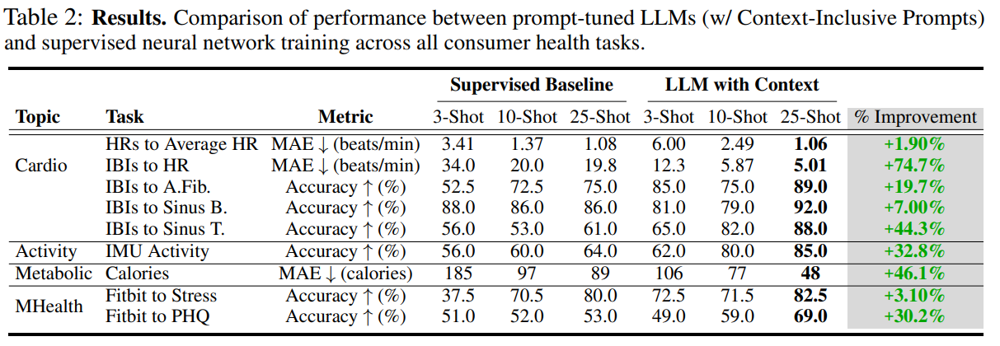 Table 2: Results. Comparison of performance between prompt-tuned LLMs (w/ Context-Inclusive Prompts)
and supervised neural network training across all consumer health tasks.
Supervised Baseline LLM with Context
Topic Task Metric 3-Shot 10-Shot 25-Shot 3-Shot 10-Shot 25-Shot % Improvement
HRs to Average HR MAE ↓ (beats/min) 3.41 1.37 1.08 6.00 2.49 1.06 +1.90%
Cardio IBIs to HR MAE ↓ (beats/min) 34.0 20.0 19.8 12.3 5.87 5.01 +74.7%
IBIs to A.Fib. Accuracy ↑ (%) 52.5 72.5 75.0 85.0 75.0 89.0 +19.7%
IBIs to Sinus B. Accuracy ↑ (%) 88.0 86.0 86.0 81.0 79.0 92.0 +7.00%
IBIs to Sinus T. Accuracy ↑ (%) 56.0 53.0 61.0 65.0 82.0 88.0 +44.3%
Activity IMU Activity Accuracy ↑ (%) 56.0 60.0 64.0 62.0 80.0 85.0 +32.8%
Metabolic Calories MAE ↓ (calories) 185 97 89 106 77 48 +46.1%
MHealth Fitbit to Stress Accuracy ↑ (%) 37.5 70.5 80.0 72.5 71.5 82.5 +3.10%
Fitbit to PHQ Accuracy ↑ (%) 51.0 52.0 53.0 49.0 59.0 69.0 +30.2%